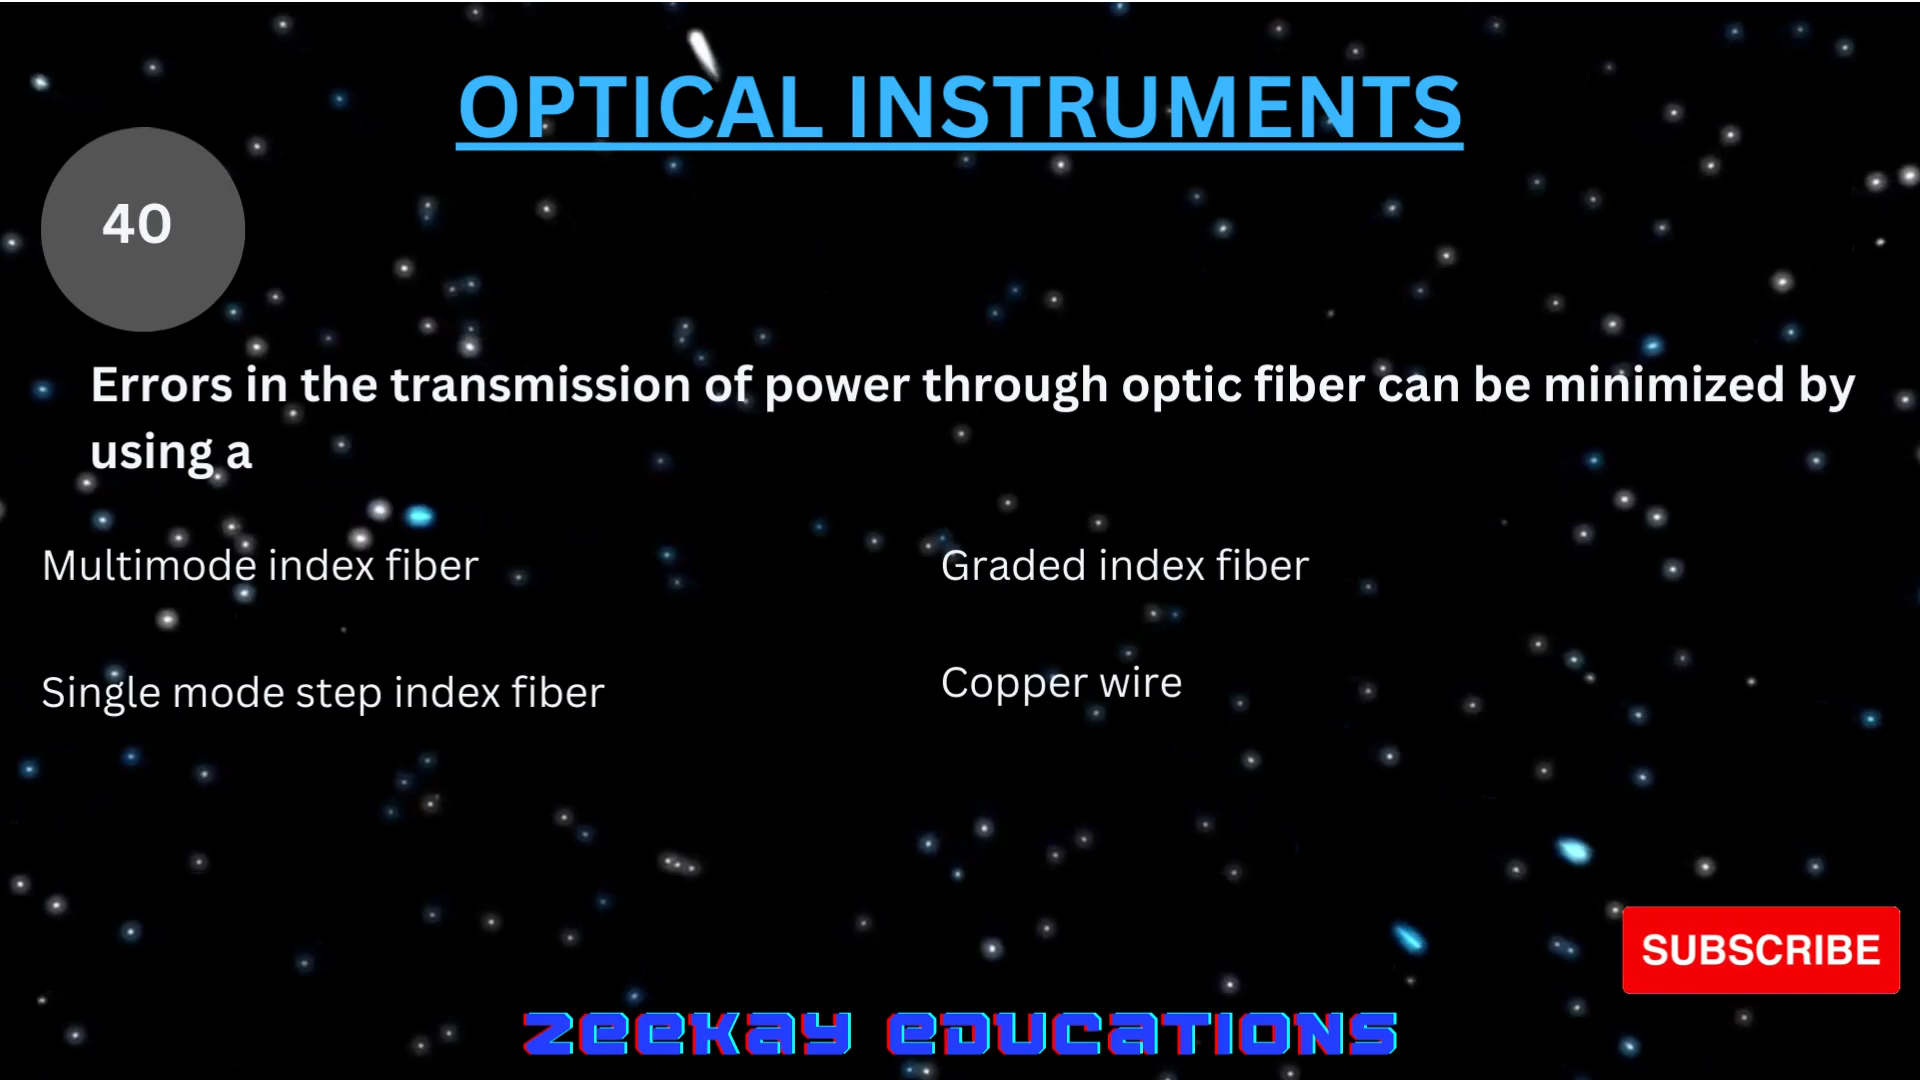 OPTICAL INSTRUMENTS
40
Errors in the transmission of power through optic fiber can be minimized by
using a
Multimode index fiber
Graded index fiber
Single mode step index fiber
Copper wire
SUBSCRIBE
ZEEKAY EDUCATIONS